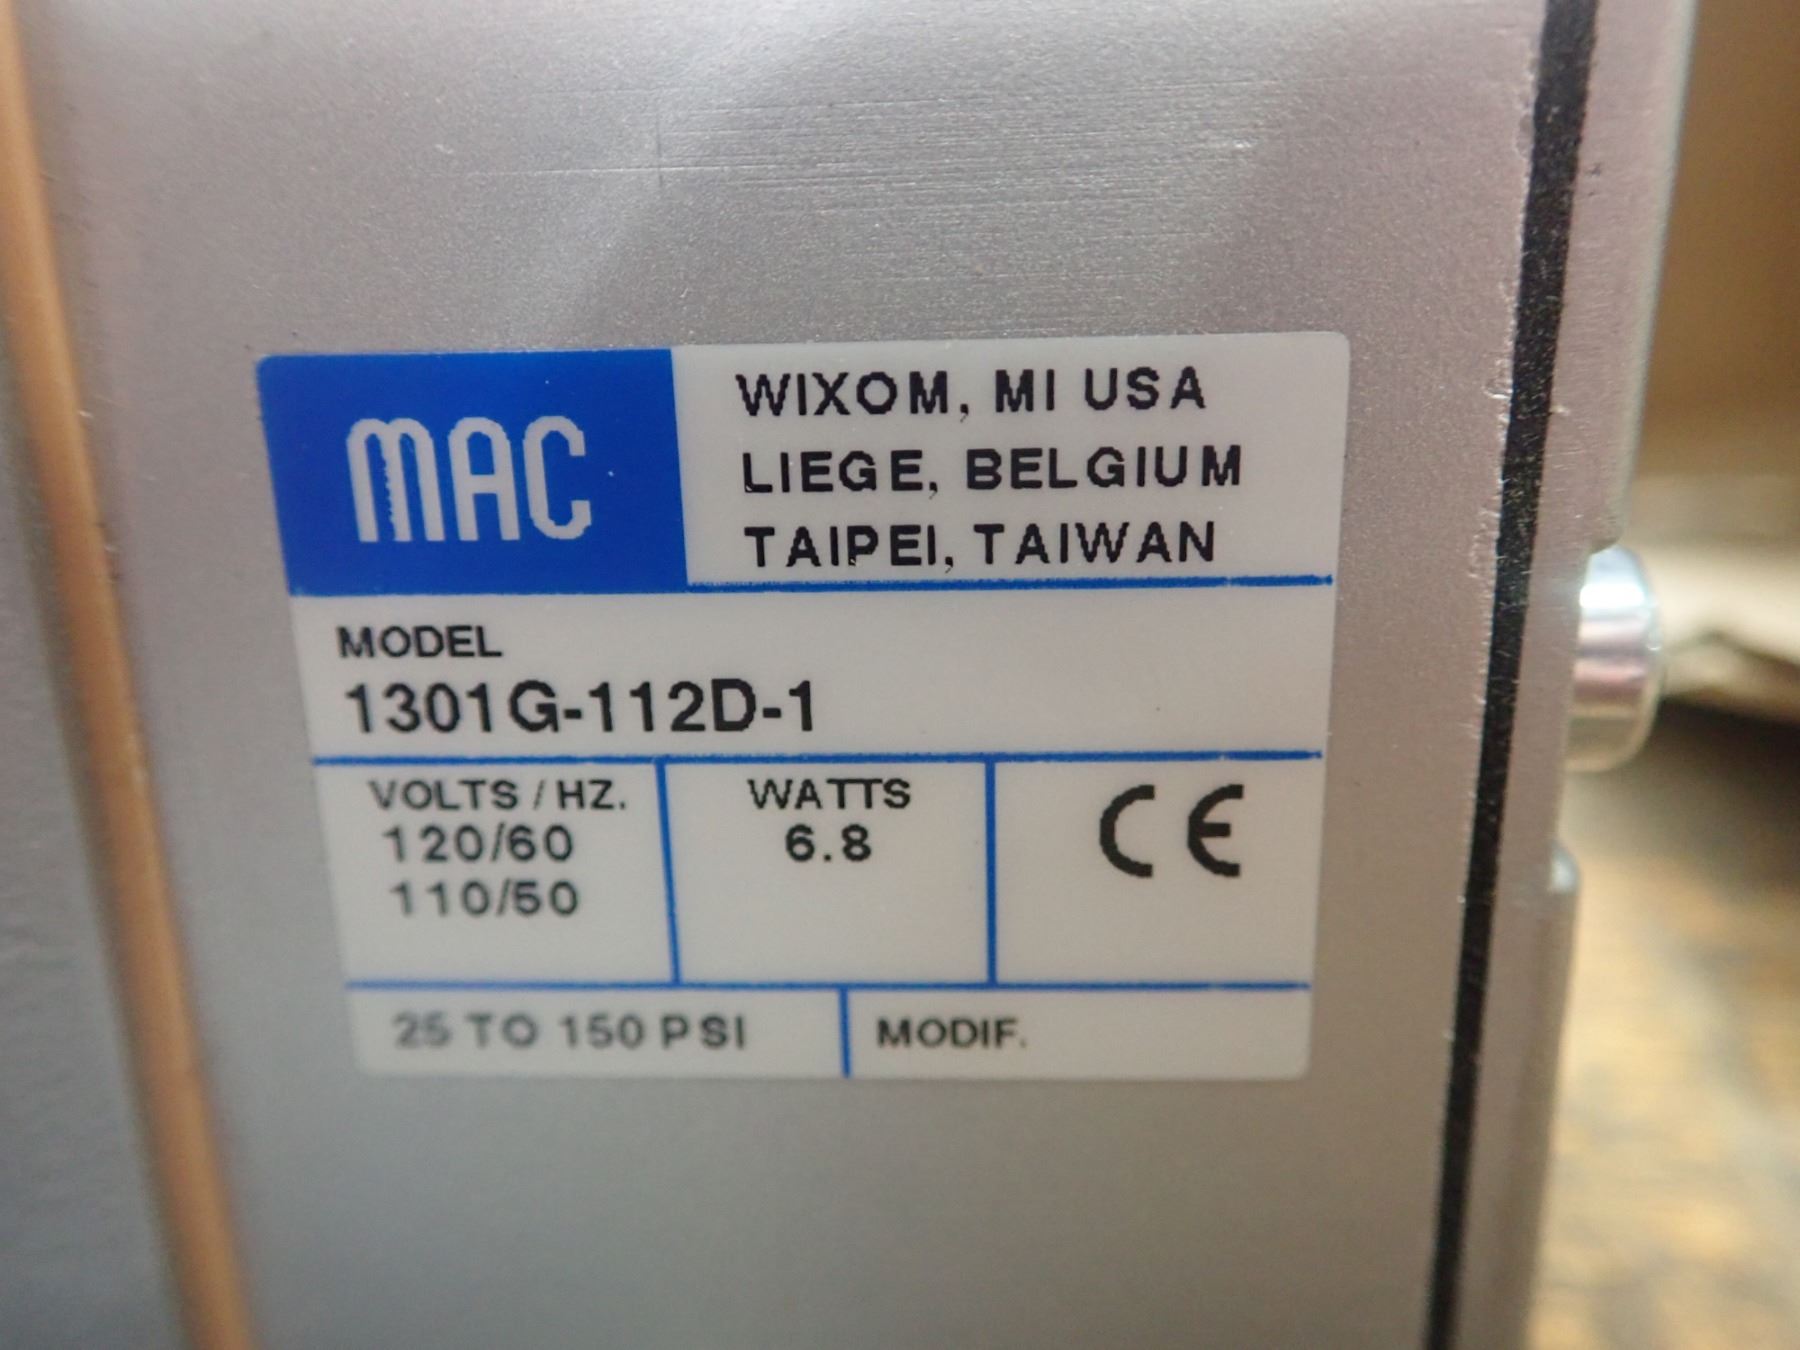 MAC
WIXOM, MI USA
LIEGE, BELGIUM
TAIPEI, TAIWAN
MODEL
1301G-112D-1
VOLTS / HZ.
120/60
110/50
WATTS
6.8
CE
25 TO 150 PSI
MODIF.